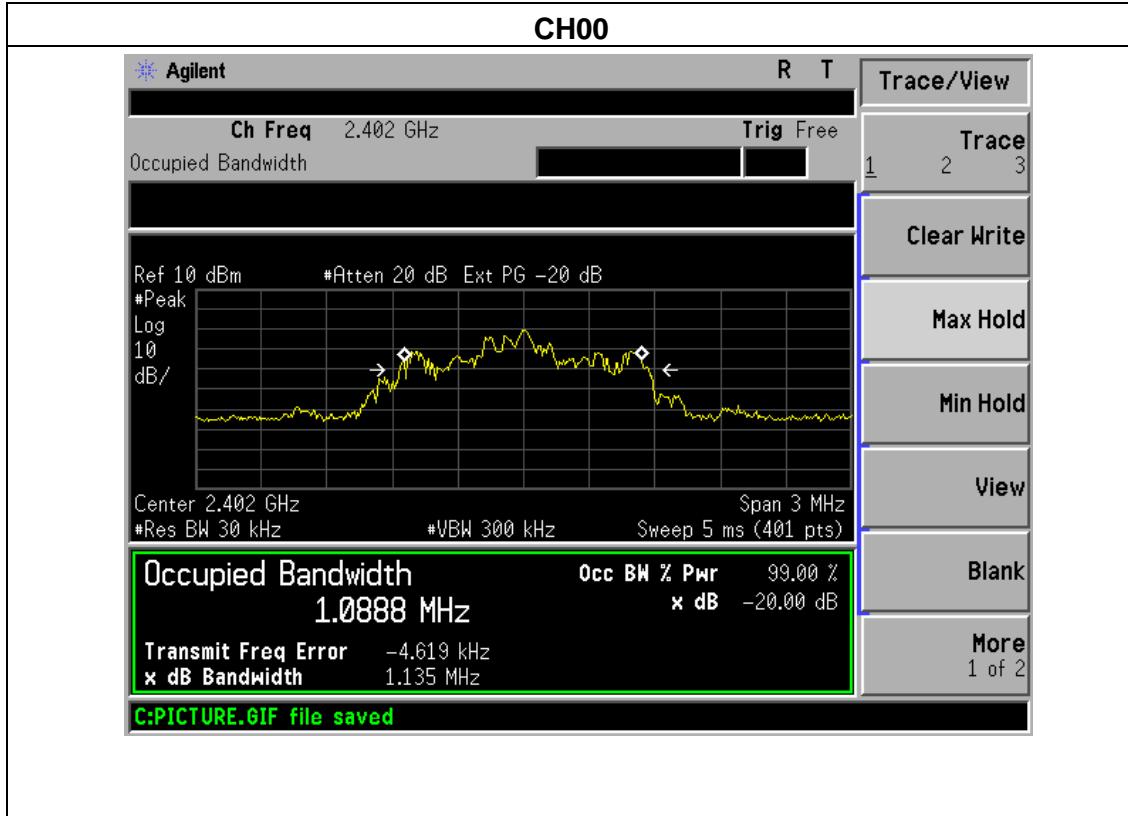 CH00
Agilent
R T
Trace/View
Ch Freq 2.402 GHz
Trig Free
Occupied Bandwidth
Trace
1 2 3
Clear Write
Ref 10 dBm #Atten 20 dB Ext PG -20 dB
#Peak
Log
10
dB/
Max Hold
Min Hold
View
Center 2.402 GHz
Span 3 MHz
#Res BW 30 kHz #VBW 300 kHz Sweep 5 ms (401 pts)
Occupied Bandwidth
1.0888 MHz
Occ BW % Pwr 99.00 %
x dB -20.00 dB
Blank
Transmit Freq Error -4.619 kHz
x dB Bandwidth 1.135 MHz
More
1 of 2
C:PICTURE.GIF file saved